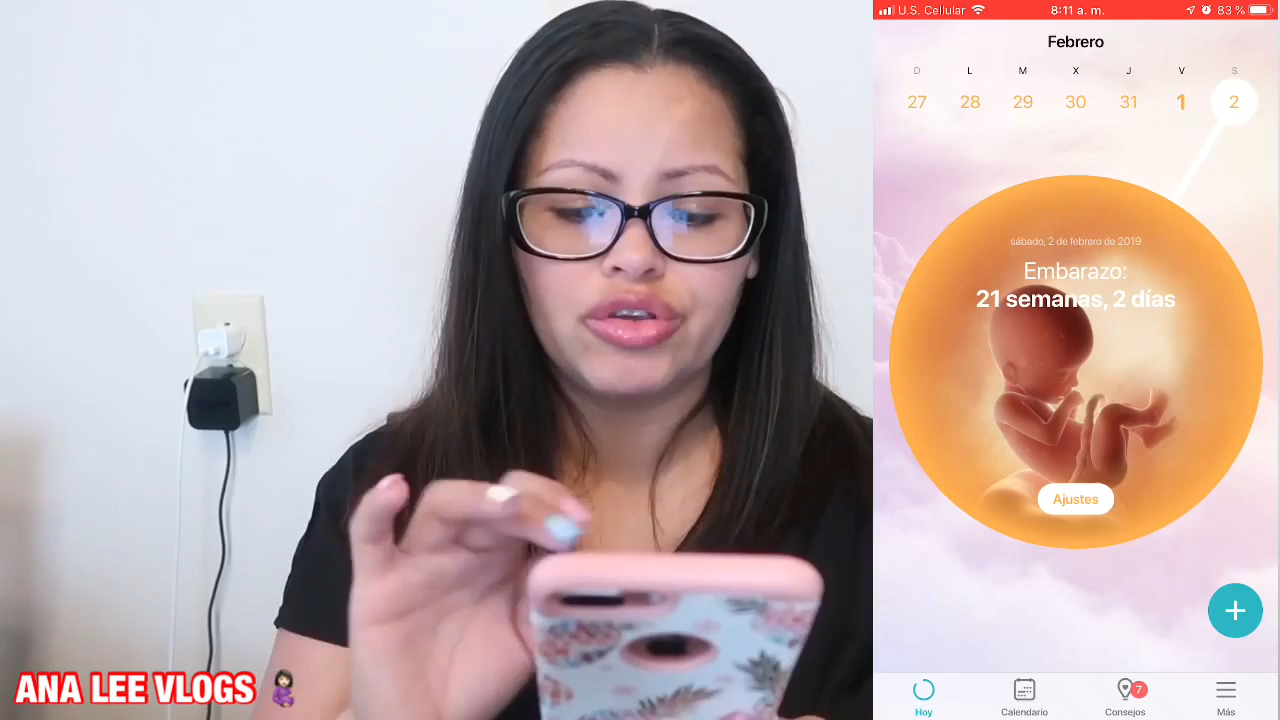 U.S. Cellular 8:11 a. m. 83 %
Febrero
D L M X J V S
27 28 29 30 31 1 2
sábado, 2 de febrero de 2019
Embarazo:
21 semanas, 2 días
Ajustes
+
7
Hoy Calendario Consejos Más
ANA LEE VLOGS